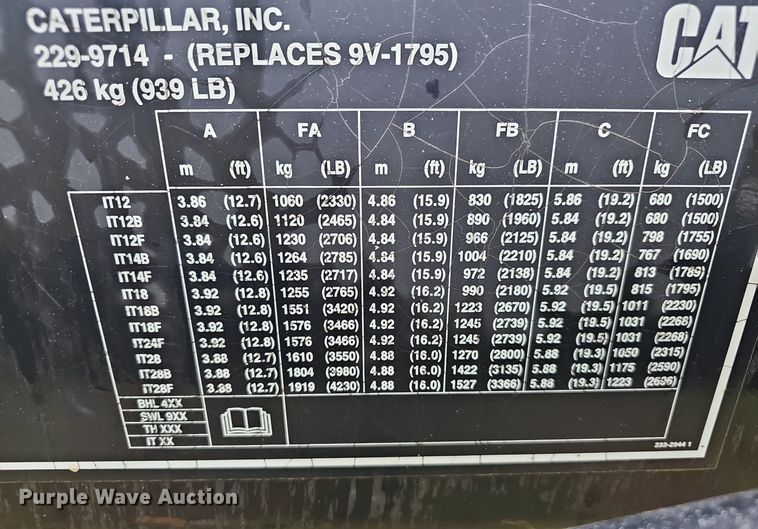 CATERPILLAR, INC.
229-9714 - (REPLACES 9V-1795)
426 kg (939 LB)
CAT
A FA B FB C FC
m (ft) kg (LB) m (ft) kg (LB) m (ft) kg (LB)
IT12 3.86 (12.7) 1060 (2330) 4.86 (15.9) 830 (1825) 5.86 (19.2) 680 (1500)
IT12B 3.84 (12.6) 1120 (2465) 4.84 (15.9) 890 (1960) 5.84 (19.2) 680 (1500)
IT12F 3.84 (12.6) 1230 (2706) 4.84 (15.9) 966 (2125) 5.84 (19.2) 798 (1755)
IT14B 3.84 (12.6) 1264 (2785) 4.84 (15.9) 1004 (2210) 5.84 (19.2) 767 (1690)
IT14F 3.84 (12.6) 1235 (2717) 4.84 (15.9) 972 (2138) 5.84 (19.2) 813 (1789)
IT18 3.92 (12.8) 1255 (2765) 4.92 (16.2) 990 (2180) 5.92 (19.5) 815 (1795)
IT18B 3.92 (12.8) 1551 (3420) 4.92 (16.2) 1223 (2670) 5.92 (19.5) 1011 (2230)
IT18F 3.92 (12.8) 1576 (3466) 4.92 (16.2) 1245 (2739) 5.92 (19.5) 1031 (2268)
IT24F 3.92 (12.8) 1576 (3466) 4.92 (16.2) 1245 (2739) 5.92 (19.5) 1031 (2268)
IT28 3.88 (12.7) 1610 (3550) 4.88 (16.0) 1270 (2800) 5.88 (19.3) 1050 (2315)
IT28B 3.88 (12.7) 1804 (3980) 4.88 (16.0) 1422 (3135) 5.88 (19.3) 1175 (2590)
IT28F 3.88 (12.7) 1919 (4230) 4.88 (16.0) 1527 (3366) 5.88 (19.3) 1223 (2696)
BHL 4XX
SWL 9XX
TH XXX
IT XX
233-2944 1
Purple Wave Auction